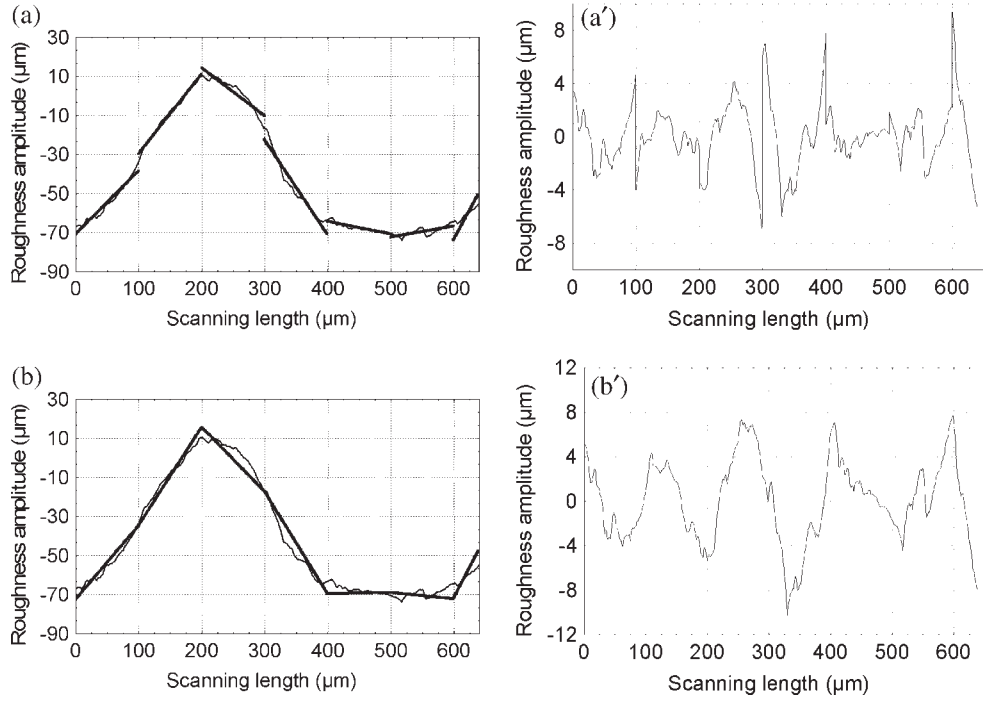 (a)
Roughness amplitude (µm)
30
10
-10
-30
-50
-70
-90
0 100 200 300 400 500 600
Scanning length (µm)
(a′)
Roughness amplitude (µm)
8
4
0
-4
-8
0 100 200 300 400 500 600
Scanning length (µm)
(b)
Roughness amplitude (µm)
30
10
-10
-30
-50
-70
-90
0 100 200 300 400 500 600
Scanning length (µm)
(b′)
Roughness amplitude (µm)
12
8
4
0
-4
-8
-12
0 100 200 300 400 500 600
Scanning length (µm)